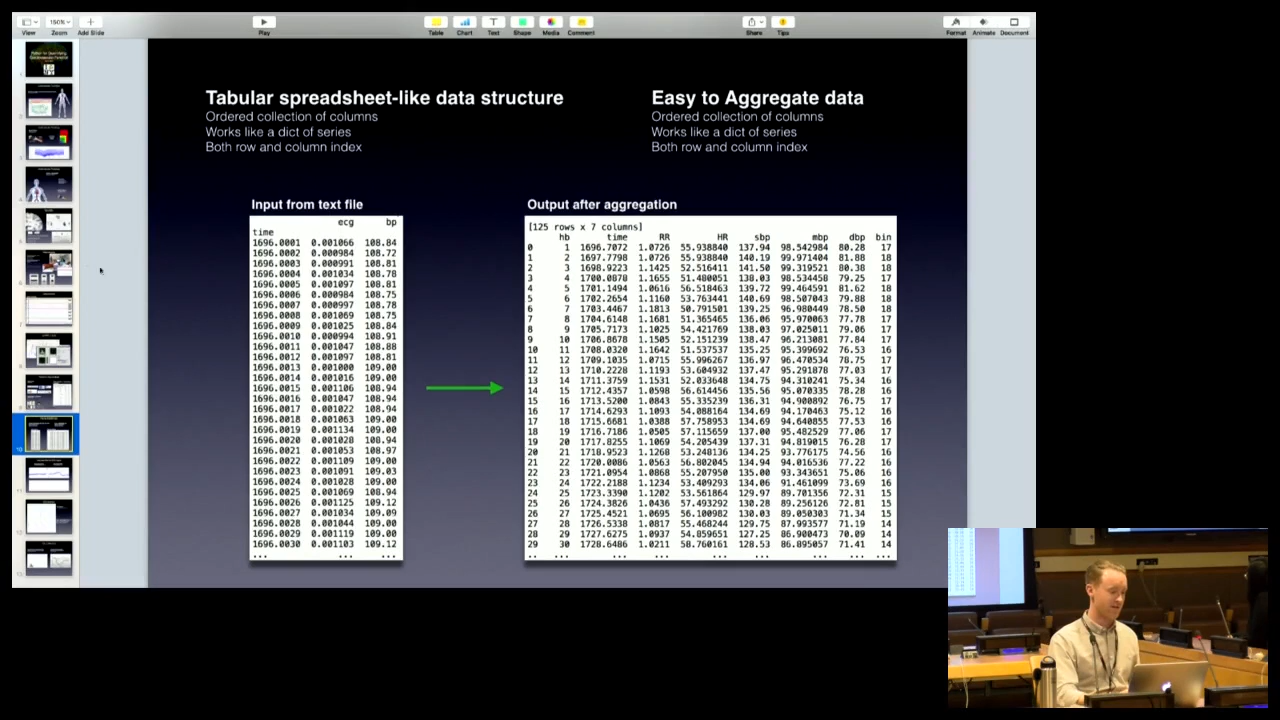 150%
View
Zoom
Add Slide
Play
Table
Chart
Text
Shape
Media
Comment
Share
Tips
Format
Animate
Document
Tabular spreadsheet-like data structure
Ordered collection of columns
Works like a dict of series
Both row and column index
Easy to Aggregate data
Ordered collection of columns
Works like a dict of series
Both row and column index
Input from text file
ecg bp
time
1696.0001 0.001066 108.84
1696.0002 0.000984 108.72
1696.0003 0.000991 108.81
1696.0004 0.001034 108.78
1696.0005 0.001097 108.81
1696.0006 0.000984 108.75
1696.0007 0.000997 108.78
1696.0008 0.001069 108.75
1696.0009 0.001025 108.84
1696.0010 0.000994 108.91
1696.0011 0.001047 108.88
1696.0012 0.001097 108.81
1696.0013 0.001000 109.00
1696.0014 0.001016 109.00
1696.0015 0.001106 108.94
1696.0016 0.001047 108.94
1696.0017 0.001022 108.94
1696.0018 0.001063 109.00
1696.0019 0.001134 109.00
1696.0020 0.001028 108.94
1696.0021 0.001053 108.97
1696.0022 0.001109 109.00
1696.0023 0.001091 109.03
1696.0024 0.001028 109.00
1696.0025 0.001069 108.94
1696.0026 0.001125 109.12
1696.0027 0.001034 109.09
1696.0028 0.001044 109.00
1696.0029 0.001119 109.00
1696.0030 0.001103 109.12
... ... ...
Output after aggregation
[125 rows x 7 columns]
hb time RR HR sbp mbp dbp bin
0 1 1696.7072 1.0726 55.938840 137.94 98.542984 80.28 17
1 2 1697.7798 1.0726 55.938840 140.19 99.971404 81.88 18
2 3 1698.9223 1.1425 52.516411 141.50 99.319521 80.38 18
3 4 1700.0878 1.1655 51.480051 138.03 98.534458 79.25 17
4 5 1701.1494 1.0616 56.518463 139.72 99.464591 81.62 18
5 6 1702.2654 1.1160 53.763441 140.69 98.507043 79.88 18
6 7 1703.4467 1.1813 50.791501 139.25 96.980449 78.50 18
7 8 1704.6148 1.1681 51.365465 136.06 95.970063 77.78 17
8 9 1705.7173 1.1025 54.421769 138.03 97.025011 79.06 17
9 10 1706.8678 1.1505 52.151239 138.47 96.213081 77.84 17
10 11 1708.0320 1.1642 51.537537 135.25 95.399692 76.53 16
11 12 1709.1035 1.0715 55.996267 136.97 96.470534 78.75 17
12 13 1710.2228 1.1193 53.604932 137.47 95.291878 77.03 17
13 14 1711.3759 1.1531 52.033648 134.75 94.310241 75.34 16
14 15 1712.4357 1.0598 56.614456 135.56 95.070335 78.28 16
15 16 1713.5200 1.0843 55.335239 136.31 94.900892 76.75 17
16 17 1714.6293 1.1093 54.088164 134.69 94.170463 75.12 16
17 18 1715.6681 1.0388 57.758953 134.69 94.640855 77.53 16
18 19 1716.7186 1.0505 57.115659 137.00 95.482529 77.06 17
19 20 1717.8255 1.1069 54.205439 137.31 94.819015 76.28 17
20 21 1718.9523 1.1268 53.248136 134.25 93.776175 74.56 16
21 22 1720.0086 1.0563 56.802045 134.94 94.016536 77.22 16
22 23 1721.0954 1.0868 55.207950 135.00 93.343651 75.06 16
23 24 1722.2188 1.1234 53.409293 134.06 91.461099 73.69 16
24 25 1723.3390 1.1202 53.561864 129.97 89.701356 72.31 15
25 26 1724.3826 1.0436 57.493292 130.28 89.256126 72.81 15
26 27 1725.4521 1.0695 56.100982 130.28 89.050303 71.34 15
27 28 1726.5338 1.0817 55.468244 129.75 87.993577 71.19 14
28 29 1727.6275 1.0937 54.859651 127.25 86.900473 70.09 14
29 30 1728.6486 1.0211 58.760161 128.53 86.895057 71.41 14
... ... ... ... ... ... ... ... ...